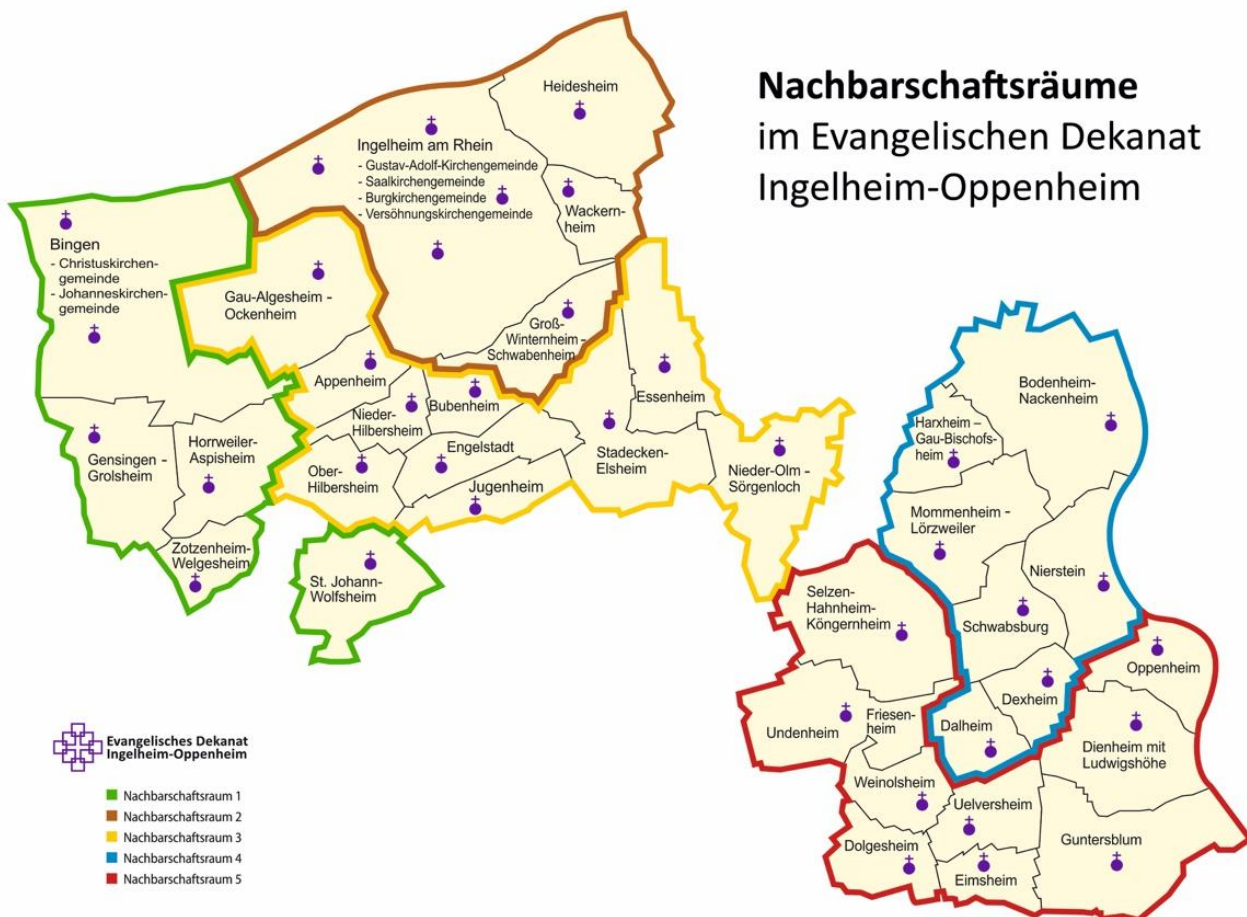 Nachbarschaftsräume
im Evangelischen Dekanat
Ingelheim-Oppenheim
Heidesheim
Ingelheim am Rhein
- Gustav-Adolf-Kirchengemeinde
- Saalkirchengemeinde
- Burgkirchengemeinde
- Versöhnungskirchengemeinde
Wackern-
heim
Bingen
- Christuskirchen-
gemeinde
- Johanneskirchen-
gemeinde
Gau-Algesheim -
Ockenheim
Groß-
Winternheim -
Schwabenheim
Appenheim
Nieder-
Hilbersheim
Bubenheim
Essenheim
Engelstadt
Stadecken-
Elsheim
Nieder-Olm -
Sörgenloch
Gensingen -
Grolsheim
Horrweiler-
Aspisheim
Ober-
Hilbersheim
Jugenheim
Zotzenheim-
Welgesheim
St. Johann-
Wolfsheim
Bodenheim-
Nackenheim
Harxheim –
Gau-Bischofs-
heim
Mommenheim -
Lörzweiler
Nierstein
Schwabsburg
Selzen-
Hahnheim-
Köngernheim
Oppenheim
Dexheim
Dalheim
Undenheim
Friesen-
heim
Dienheim mit
Ludwigshöhe
Weinolsheim
Uelversheim
Dolgesheim
Eimsheim
Guntersblum
Evangelisches Dekanat
Ingelheim-Oppenheim
Nachbarschaftsraum 1
Nachbarschaftsraum 2
Nachbarschaftsraum 3
Nachbarschaftsraum 4
Nachbarschaftsraum 5